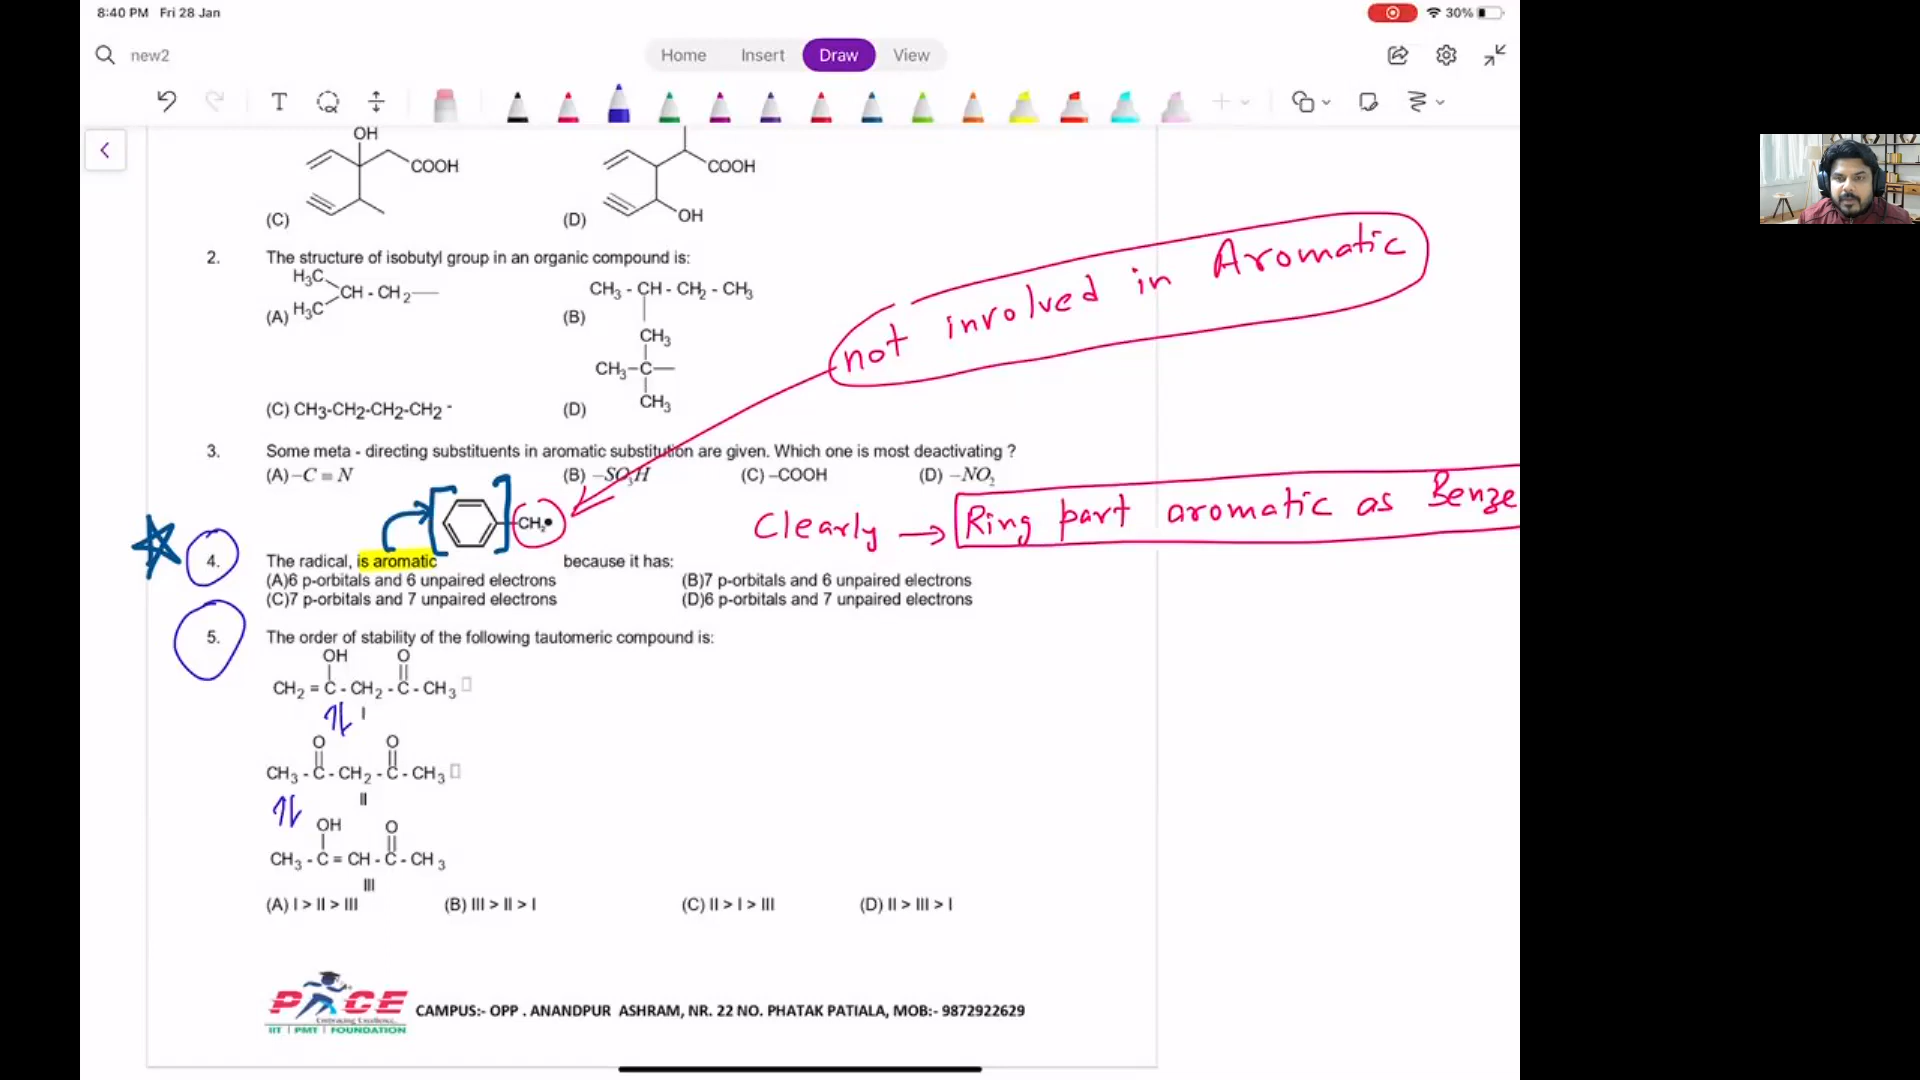 8:40 PM Fri 28 Jan
30%
new2
Home Insert Draw View
T
OH
COOH
(C)
COOH
OH
(D)
2. The structure of isobutyl group in an organic compound is:
H3C
CH - CH2
(A) H3C
CH3 - CH - CH2 - CH3
(B)
(C) CH3-CH2-CH2-CH2 -
CH3
CH3-C—
CH3
(D)
not involved in Aromatic
3. Some meta - directing substituents in aromatic substitution are given. Which one is most deactivating ?
(A) –C ≡ N (B) –SO3H (C) –COOH (D) –NO2
CH2•
Clearly → Ring part aromatic as Benze
4. The radical, is aromatic because it has:
(A)6 p-orbitals and 6 unpaired electrons (B)7 p-orbitals and 6 unpaired electrons
(C)7 p-orbitals and 7 unpaired electrons (D)6 p-orbitals and 7 unpaired electrons
5. The order of stability of the following tautomeric compound is:
OH O
CH2 = C - CH2 - C - CH3
I
O O
CH3 - C - CH2 - C - CH3
II
OH O
CH3 - C = CH - C - CH3
III
(A) I > II > III (B) III > II > I (C) II > I > III (D) II > III > I
PACE
Embracing Excellence...
IIT | PMT | FOUNDATION
CAMPUS:- OPP . ANANDPUR ASHRAM, NR. 22 NO. PHATAK PATIALA, MOB:- 9872922629